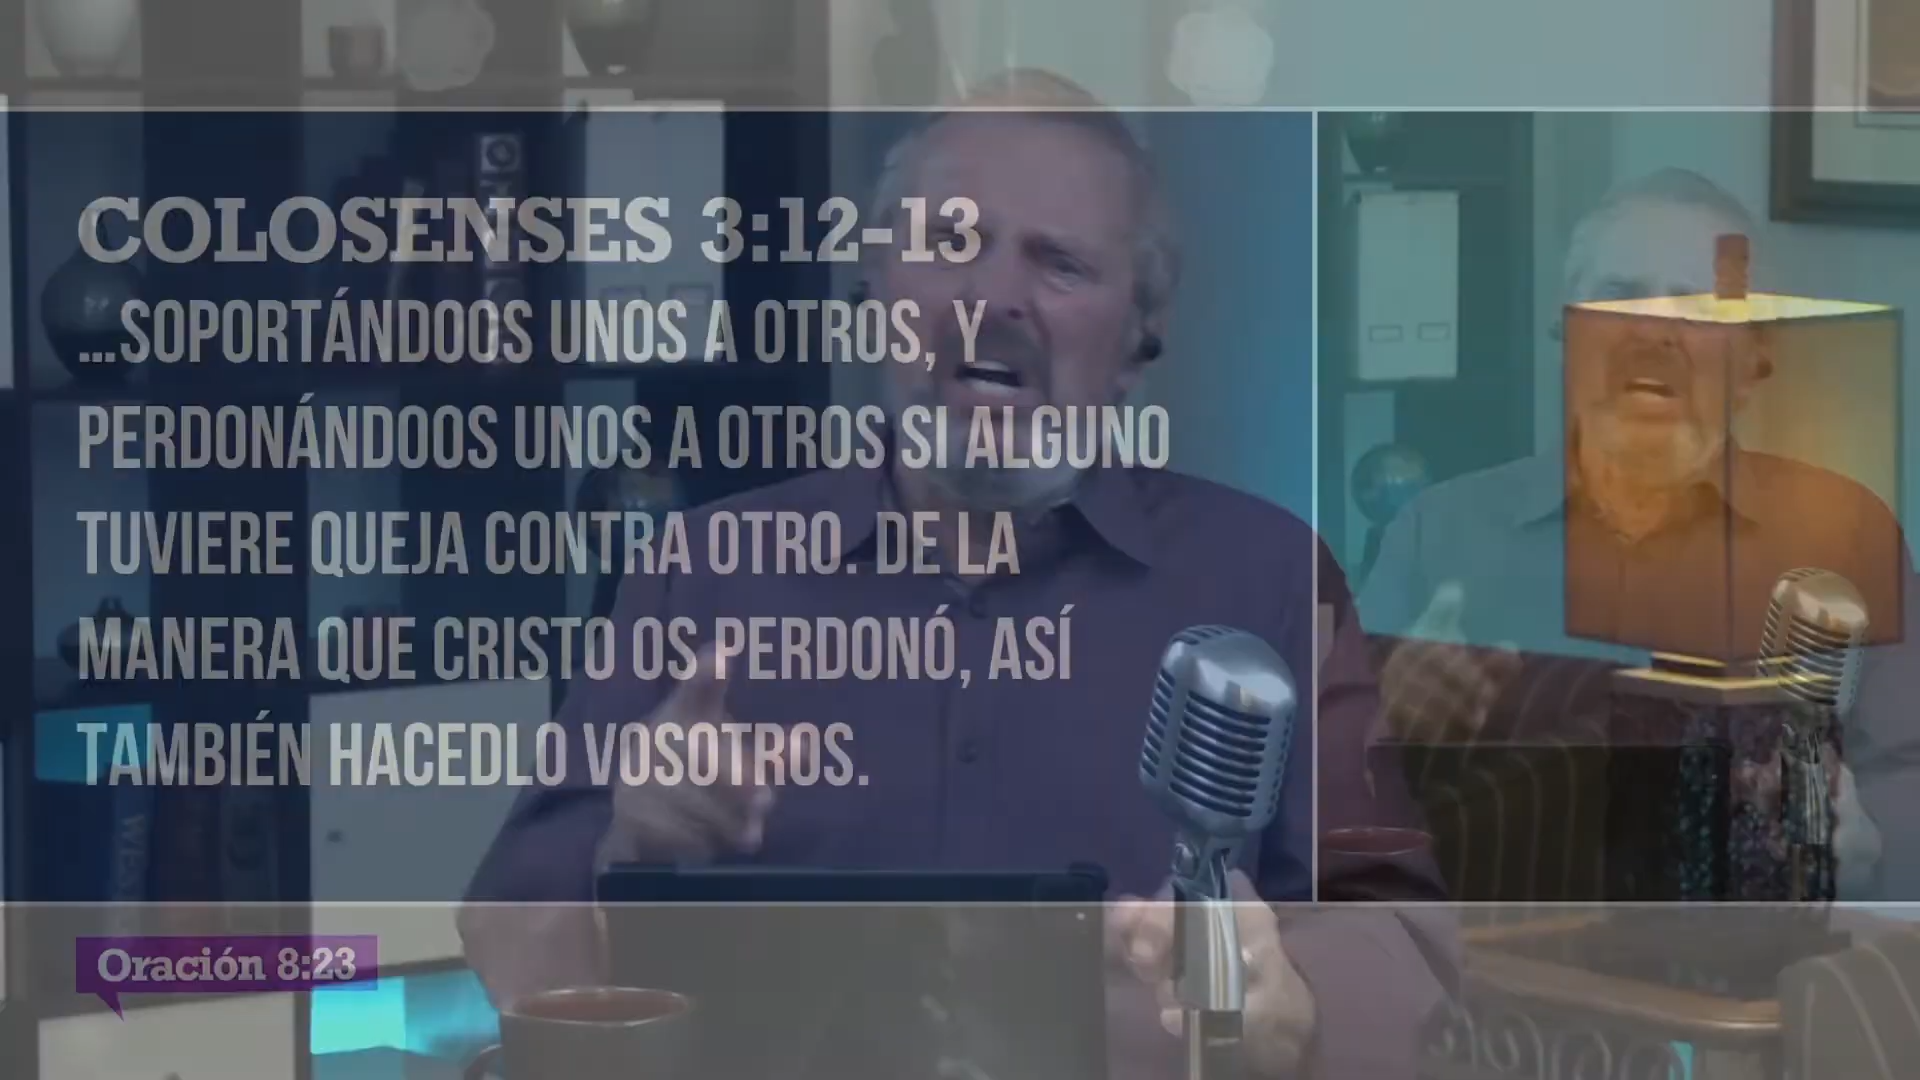 COLOSENSES 3:12-13
...SOPORTÁNDOOS UNOS A OTROS, Y
PERDONÁNDOOS UNOS A OTROS SI ALGUNO
TUVIERE QUEJA CONTRA OTRO. DE LA
MANERA QUE CRISTO OS PERDONÓ, ASÍ
TAMBIÉN HACEDLO VOSOTROS.
Oración 8:23